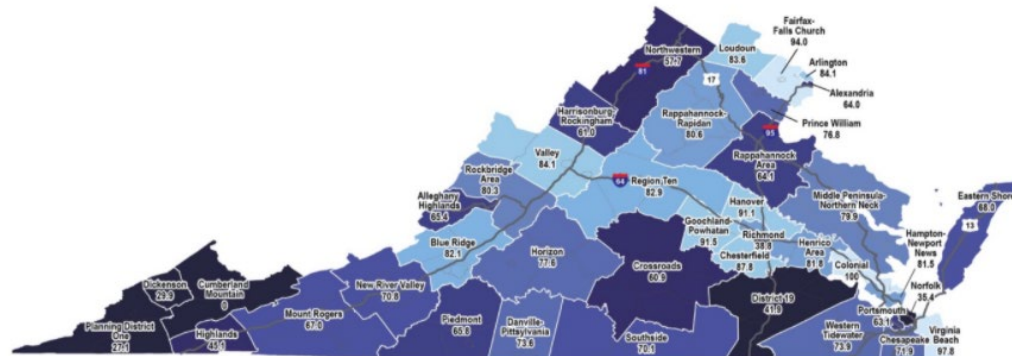 Northwestern
57.7
Loudoun
83.6
Fairfax-
Falls Church
94.0
Arlington
84.1
Alexandria
64.0
Prince William
76.8
81
17
Harrisonburg-
Rockingham
61.0
Rappahannock-
Rapidan
80.6
95
Rappahannock
Area
64.1
Valley
84.1
Rockbridge
Area
80.3
64
Region Ten
82.9
Alleghany
Highlands
65.4
Middle Peninsula-
Northern Neck
79.9
Eastern Shore
68.0
13
Hanover
91.1
Goochland-
Powhatan
91.5
Richmond
38.8
Chesterfield
87.8
Henrico
Area
81.8
Colonial
100
Hampton-
Newport
News
81.5
Norfolk
35.4
Blue Ridge
82.1
Horizon
77.6
Crossroads
60.9
District 19
41.9
Dickenson
29.9
Cumberland
Mountain
0
New River Valley
70.8
Mount Rogers
67.0
Planning District
One
27.1
Highlands
45.1
Piedmont
Danville-
Pittsylvania
73.6
Southside
70.1
Western
Tidewater
73.9
Portsmouth
63.1
Chesapeake
Virginia
Beach
97.8